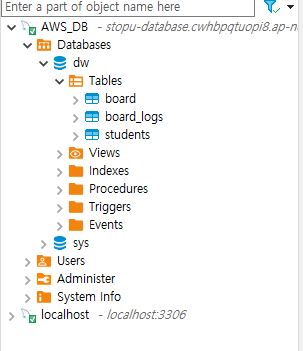 Enter a part of object name here
AWS_DB - stopu-database.cwhbpqtuopi8.ap-n
Databases
dw
Tables
board
board_logs
students
Views
Indexes
Procedures
Triggers
Events
sys
Users
Administer
System Info
localhost - localhost:3306